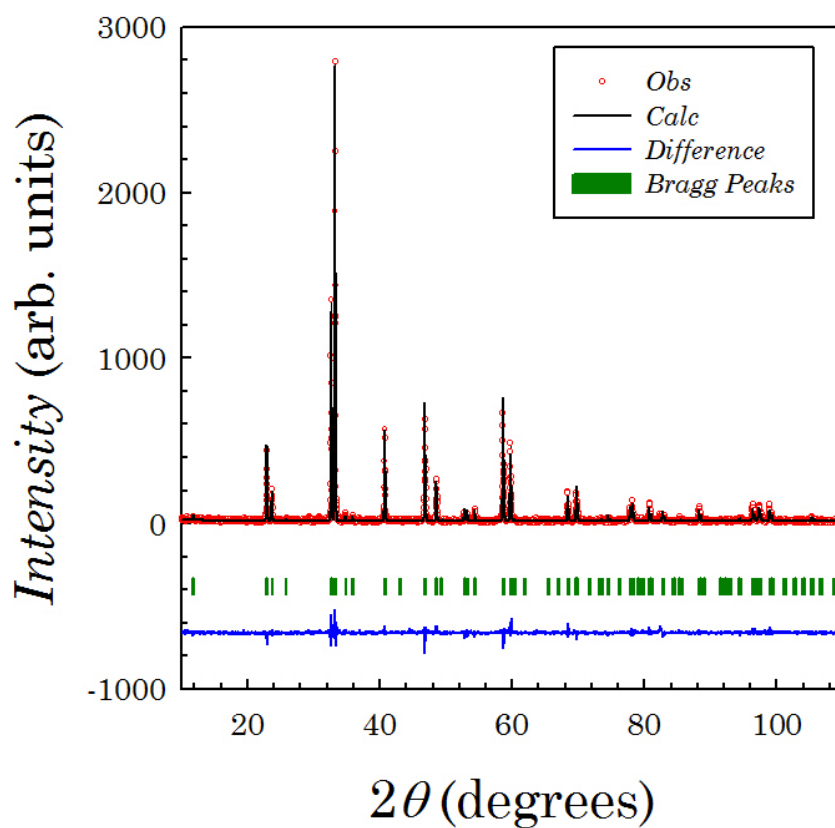 3000
2000
1000
0
-1000
Intensity (arb. units)
Obs
Calc
Difference
Bragg Peaks
20 40 60 80 100
2θ (degrees)